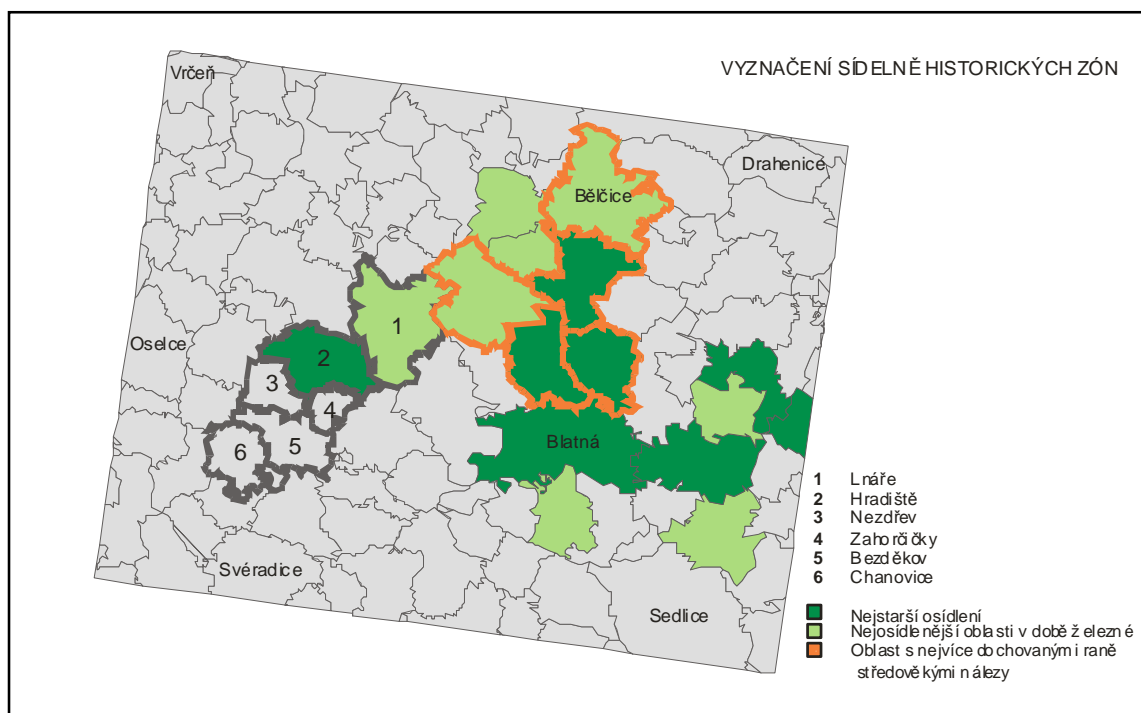 VYZNAČENÍ SÍDELNĚ HISTORICKÝCH ZÓN
Vrčeň
Drahenice
Bělčice
Oselce
1
2
3
4
5
6
Blatná
Svéradice
Sedlice
1 Lnáře
2 Hradiště
3 Nezdřev
4 Zahorčičky
5 Bezděkov
6 Chanovice
Nejstarší osídlení
Nejosídlenější oblasti v době železné
Oblast s nejvíce dochovanými raně
středověkými nálezy